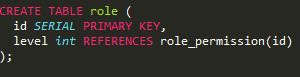 CREATE TABLE role (
  id SERIAL PRIMARY KEY,
  level int REFERENCES role_permission(id)
);